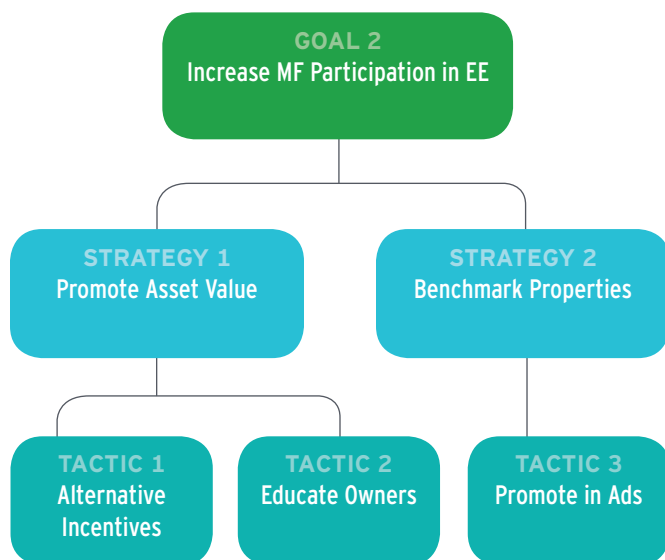 GOAL 2
Increase MF Participation in EE
STRATEGY 1
Promote Asset Value
STRATEGY 2
Benchmark Properties
TACTIC 1
Alternative
Incentives
TACTIC 2
Educate Owners
TACTIC 3
Promote in Ads